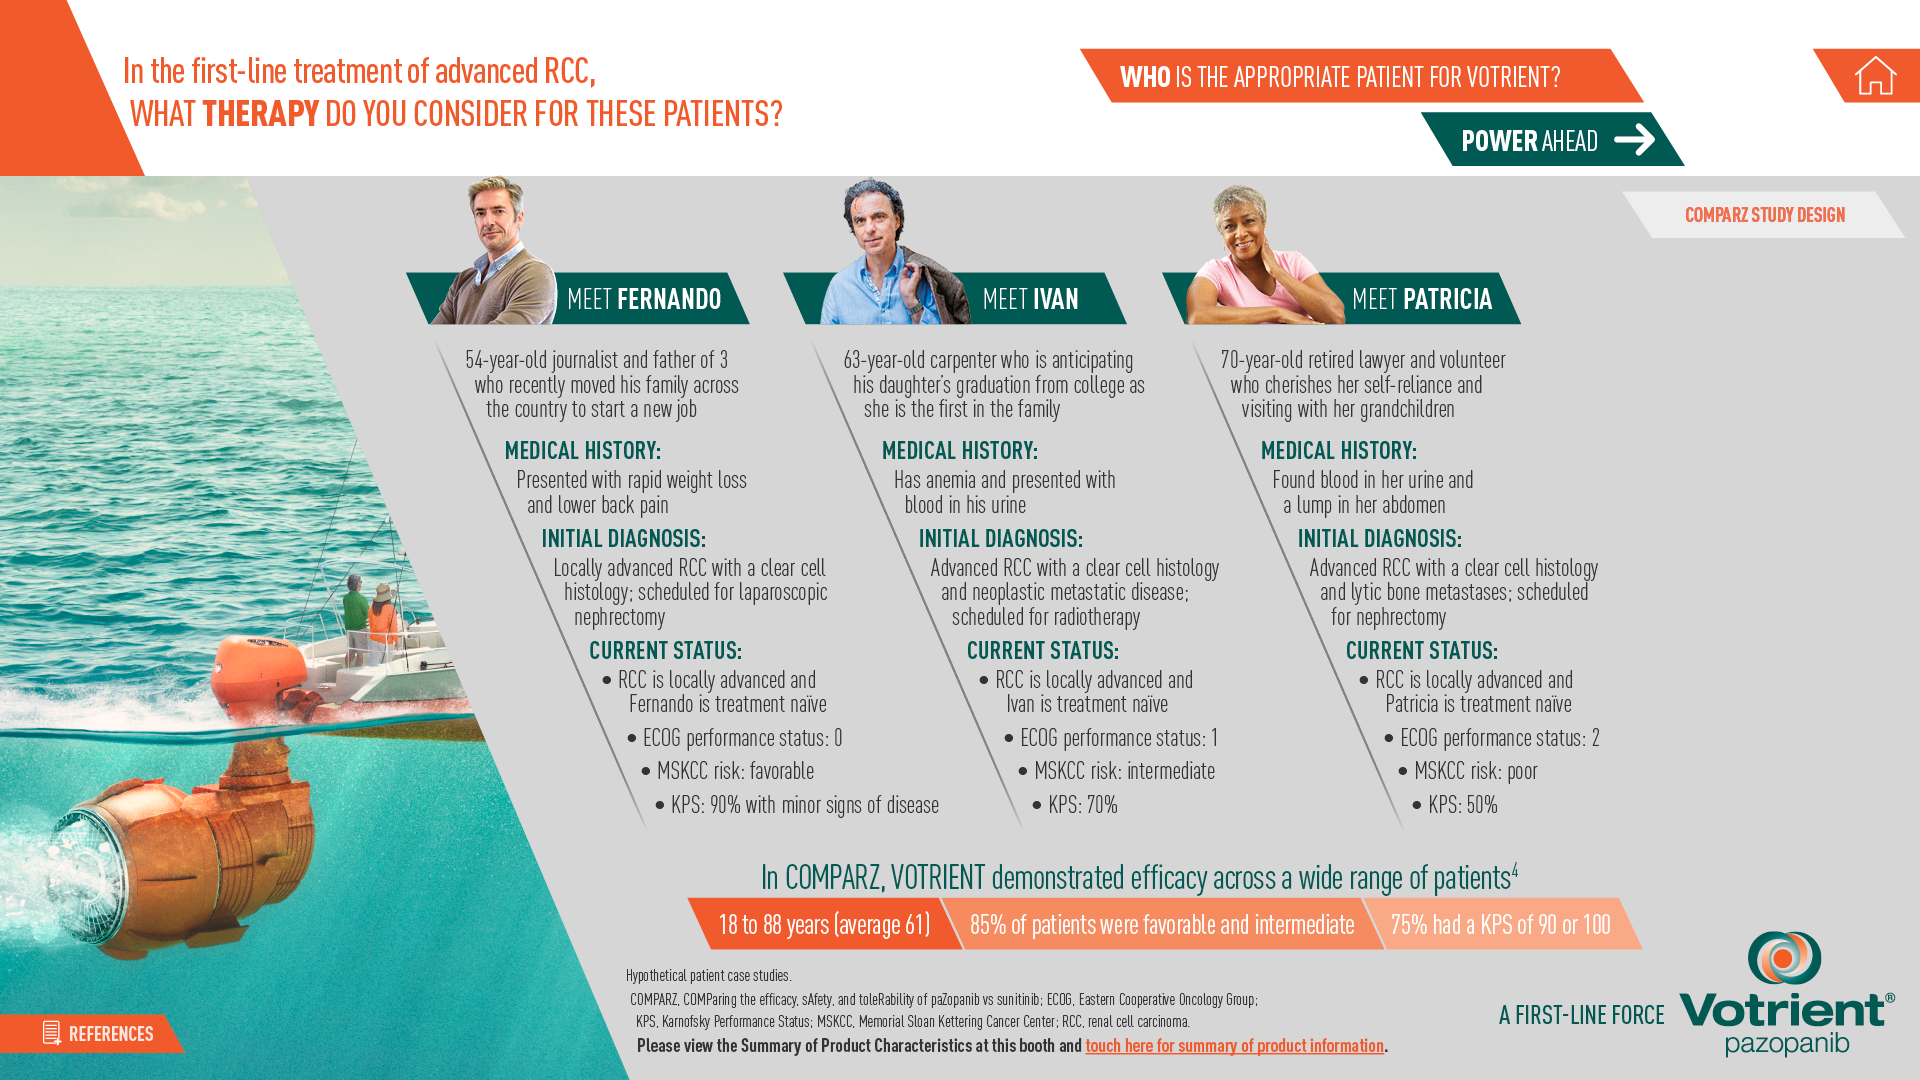 In the first-line treatment of advanced RCC,
WHAT THERAPY DO YOU CONSIDER FOR THESE PATIENTS?
WHO IS THE APPROPRIATE PATIENT FOR VOTRIENT?
POWER AHEAD
COMPARZ STUDY DESIGN
MEET FERNANDO
54-year-old journalist and father of 3
who recently moved his family across
the country to start a new job
MEDICAL HISTORY:
Presented with rapid weight loss
and lower back pain
INITIAL DIAGNOSIS:
Locally advanced RCC with a clear cell
histology; scheduled for laparoscopic
nephrectomy
CURRENT STATUS:
• RCC is locally advanced and
Fernando is treatment naïve
• ECOG performance status: 0
• MSKCC risk: favorable
• KPS: 90% with minor signs of disease
MEET IVAN
63-year-old carpenter who is anticipating
his daughter's graduation from college as
she is the first in the family
MEDICAL HISTORY:
Has anemia and presented with
blood in his urine
INITIAL DIAGNOSIS:
Advanced RCC with a clear cell histology
and neoplastic metastatic disease;
scheduled for radiotherapy
CURRENT STATUS:
• RCC is locally advanced and
Ivan is treatment naïve
• ECOG performance status: 1
• MSKCC risk: intermediate
• KPS: 70%
MEET PATRICIA
70-year-old retired lawyer and volunteer
who cherishes her self-reliance and
visiting with her grandchildren
MEDICAL HISTORY:
Found blood in her urine and
a lump in her abdomen
INITIAL DIAGNOSIS:
Advanced RCC with a clear cell histology
and lytic bone metastases; scheduled
for nephrectomy
CURRENT STATUS:
• RCC is locally advanced and
Patricia is treatment naïve
• ECOG performance status: 2
• MSKCC risk: poor
• KPS: 50%
In COMPARZ, VOTRIENT demonstrated efficacy across a wide range of patients4
18 to 88 years (average 61)
85% of patients were favorable and intermediate
75% had a KPS of 90 or 100
Hypothetical patient case studies.
COMPARZ, COMParing the efficacy, sAfety, and toleRability of paZopanib vs sunitinib; ECOG, Eastern Cooperative Oncology Group;
KPS, Karnofsky Performance Status; MSKCC, Memorial Sloan Kettering Cancer Center; RCC, renal cell carcinoma.
Please view the Summary of Product Characteristics at this booth and touch here for summary of product information.
REFERENCES
A FIRST-LINE FORCE
Votrient®
pazopanib